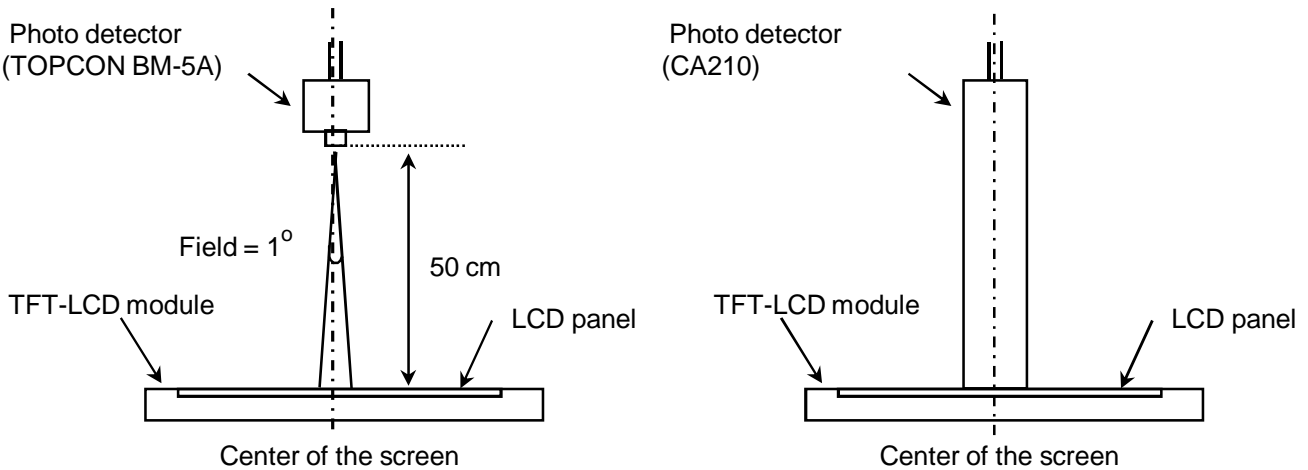 Photo detector
(TOPCON BM-5A)
Field = 1o
50 cm
TFT-LCD module
LCD panel
Center of the screen
Photo detector
(CA210)
TFT-LCD module
LCD panel
Center of the screen